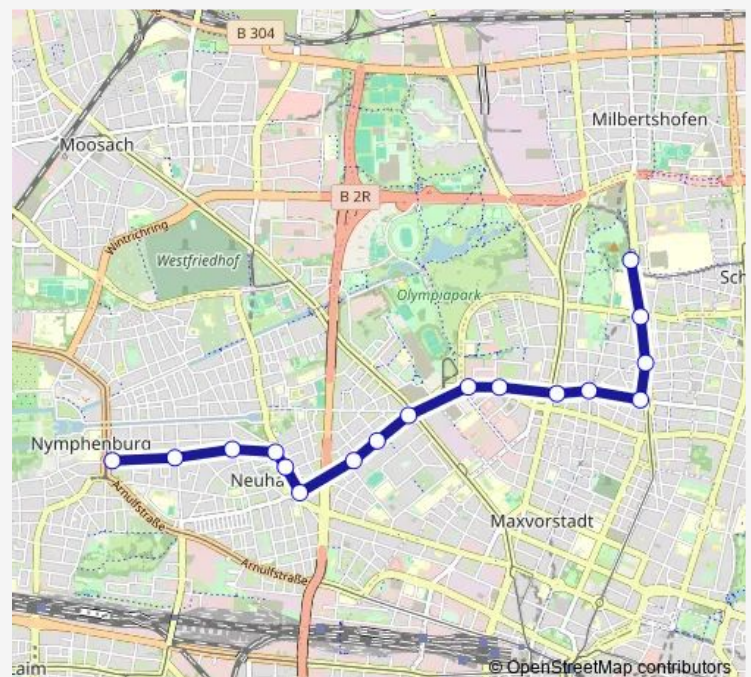 B 304
Milbertshofen
Moosach
B 2R
Wintrichring
Westfriedhof
Sch
Olympiapark
Nymphenburg
Neuha
Arnulfstraße
Maxvorstadt
Arnulfstraße
aim
© OpenStreetMap contributors